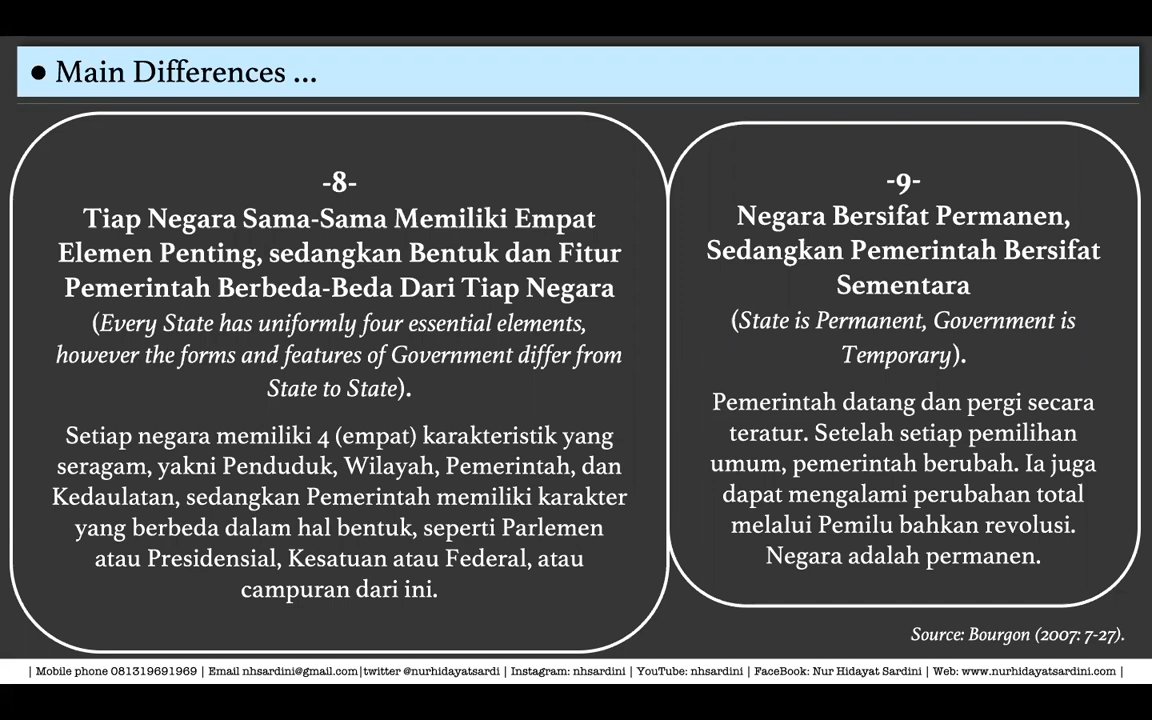 ● Main Differences ...
-8-
Tiap Negara Sama-Sama Memiliki Empat
Elemen Penting, sedangkan Bentuk dan Fitur
Pemerintah Berbeda-Beda Dari Tiap Negara
(Every State has uniformly four essential elements,
however the forms and features of Government differ from
State to State).
Setiap negara memiliki 4 (empat) karakteristik yang
seragam, yakni Penduduk, Wilayah, Pemerintah, dan
Kedaulatan, sedangkan Pemerintah memiliki karakter
yang berbeda dalam hal bentuk, seperti Parlemen
atau Presidensial, Kesatuan atau Federal, atau
campuran dari ini.
-9-
Negara Bersifat Permanen,
Sedangkan Pemerintah Bersifat
Sementara
(State is Permanent, Government is
Temporary).
Pemerintah datang dan pergi secara
teratur. Setelah setiap pemilihan
umum, pemerintah berubah. Ia juga
dapat mengalami perubahan total
melalui Pemilu bahkan revolusi.
Negara adalah permanen.
Source: Bourgon (2007: 7-27).
| Mobile phone 081319691969 | Email nhsardini@gmail.com|twitter @nurhidayatsardi | Instagram: nhsardini | YouTube: nhsardini | FaceBook: Nur Hidayat Sardini | Web: www.nurhidayatsardini.com |